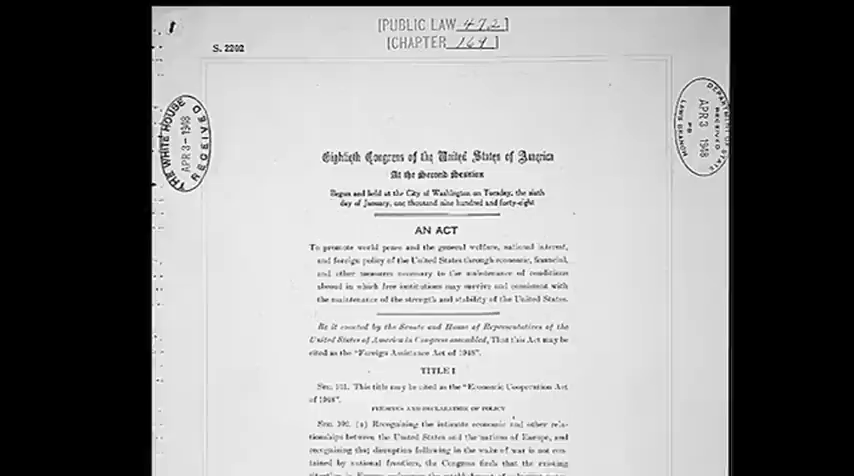 [PUBLIC LAW 472]
[CHAPTER 169]
S. 2202
THE WHITE HOUSE
APR 3 - 1948
RECEIVED
DEPARTMENT OF STATE
RECEIVED
APR 3 1948
LAWS BRANCH
Eightieth Congress of the United States of America
At the Second Session
Begun and held at the City of Washington on Tuesday, the sixth
day of January, one thousand nine hundred and forty-eight
AN ACT
To promote world peace and the general welfare, national interest,
and foreign policy of the United States through economic, financial,
and other measures necessary to the maintenance of conditions
abroad in which free institutions may survive and consistent with
the maintenance of the strength and stability of the United States.
Be it enacted by the Senate and House of Representatives of the
United States of America in Congress assembled, That this Act may be
cited as the "Foreign Assistance Act of 1948".
TITLE I
SEC. 101. This title may be cited as the "Economic Cooperation Act
of 1948".
FINDINGS AND DECLARATION OF POLICY
SEC. 102. (a) Recognizing the intimate economic and other rela-
tionships between the United States and the nations of Europe, and
recognizing that disruption following in the wake of war is not con-
tained by national frontiers, the Congress finds that the existing